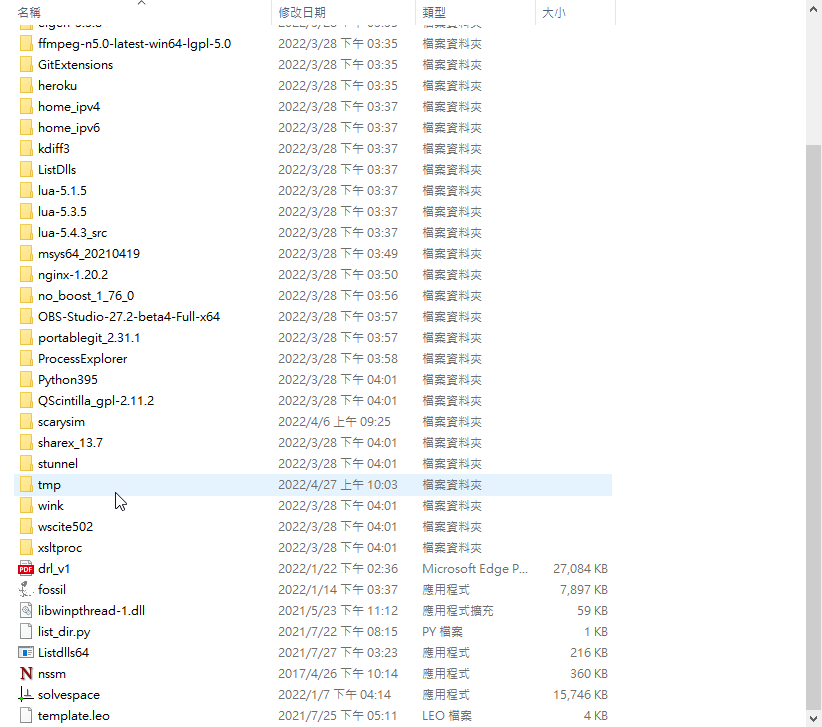 名稱 修改日期 類型 大小
ffmpeg-n5.0-latest-win64-lgpl-5.0 2022/3/28 下午 03:35 檔案資料夾
GitExtensions 2022/3/28 下午 03:35 檔案資料夾
heroku 2022/3/28 下午 03:35 檔案資料夾
home_ipv4 2022/3/28 下午 03:37 檔案資料夾
home_ipv6 2022/3/28 下午 03:37 檔案資料夾
kdiff3 2022/3/28 下午 03:37 檔案資料夾
ListDlls 2022/3/28 下午 03:37 檔案資料夾
lua-5.1.5 2022/3/28 下午 03:37 檔案資料夾
lua-5.3.5 2022/3/28 下午 03:37 檔案資料夾
lua-5.4.3_src 2022/3/28 下午 03:37 檔案資料夾
msys64_20210419 2022/3/28 下午 03:49 檔案資料夾
nginx-1.20.2 2022/3/28 下午 03:50 檔案資料夾
no_boost_1_76_0 2022/3/28 下午 03:56 檔案資料夾
OBS-Studio-27.2-beta4-Full-x64 2022/3/28 下午 03:57 檔案資料夾
portablegit_2.31.1 2022/3/28 下午 03:57 檔案資料夾
ProcessExplorer 2022/3/28 下午 03:58 檔案資料夾
Python395 2022/3/28 下午 04:01 檔案資料夾
QScintilla_gpl-2.11.2 2022/3/28 下午 04:01 檔案資料夾
scarysim 2022/4/6 上午 09:25 檔案資料夾
sharex_13.7 2022/3/28 下午 04:01 檔案資料夾
stunnel 2022/3/28 下午 04:01 檔案資料夾
tmp 2022/4/27 上午 10:03 檔案資料夾
wink 2022/3/28 下午 04:01 檔案資料夾
wscite502 2022/3/28 下午 04:01 檔案資料夾
xsltproc 2022/3/28 下午 04:01 檔案資料夾
PDF drl_v1 2022/1/22 下午 02:36 Microsoft Edge P... 27,084 KB
fossil 2022/1/14 下午 03:37 應用程式 7,897 KB
libwinpthread-1.dll 2021/5/23 下午 11:12 應用程式擴充 59 KB
list_dir.py 2021/7/22 下午 08:15 PY 檔案 1 KB
Listdlls64 2021/7/27 下午 03:23 應用程式 216 KB
nssm 2017/4/26 下午 10:14 應用程式 360 KB
solvespace 2022/1/7 下午 04:14 應用程式 15,746 KB
template.leo 2021/7/25 下午 05:11 LEO 檔案 4 KB